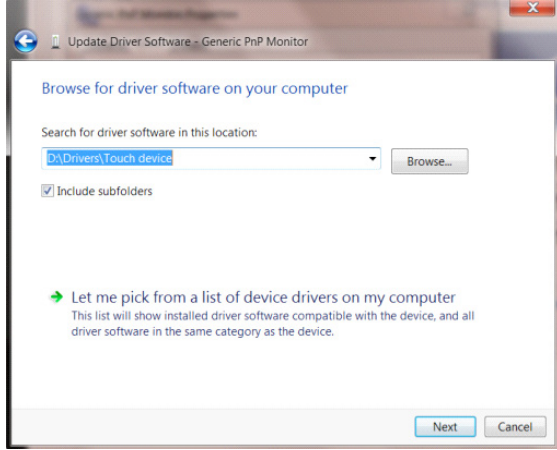 Update Driver Software - Generic PnP Monitor
Browse for driver software on your computer
Search for driver software in this location:
D:\Drivers\Touch device
Browse...
Include subfolders
Let me pick from a list of device drivers on my computer
This list will show installed driver software compatible with the device, and all
driver software in the same category as the device.
Next
Cancel